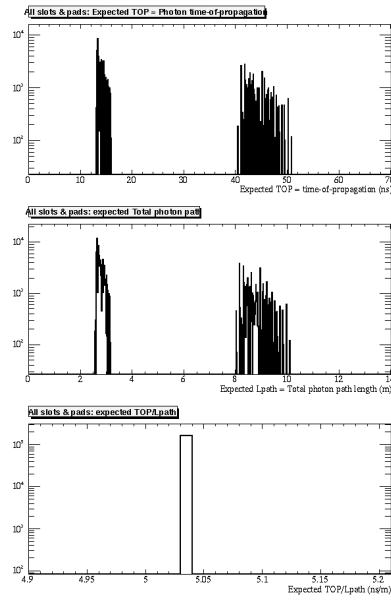 All slots & pads: Expected TOP = Photon time-of-propagation
10⁴
10³
10²
0 10 20 30 40 50 60 70
Expected TOP = time-of-propagation (ns)
All slots & pads: expected Total photon path
10⁴
10³
10²
0 2 4 6 8 10 12 14
Expected Lpath = Total photon path length (m)
All slots & pads: expected TOP/Lpath
10⁵
10⁴
10³
10²
4.9 4.95 5 5.05 5.1 5.15 5.2
Expected TOP/Lpath (ns/m)